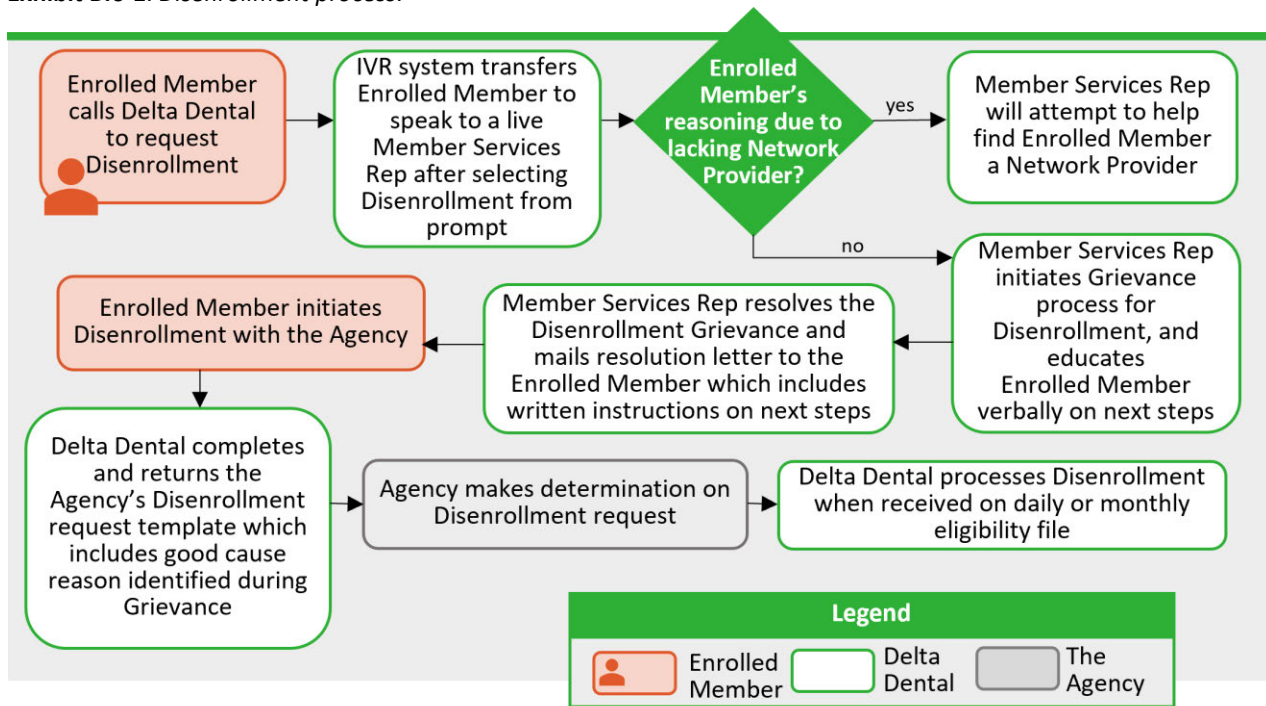 Enrolled Member
calls Delta Dental
to request
Disenrollment
IVR system transfers
Enrolled Member to
speak to a live
Member Services
Rep after selecting
Disenrollment from
prompt
Enrolled
Member's
reasoning due to
lacking Network
Provider?
yes
Member Services Rep
will attempt to help
find Enrolled Member
a Network Provider
no
Member Services Rep
initiates Grievance
process for
Disenrollment, and
educates
Enrolled Member
verbally on next steps
Member Services Rep resolves the
Disenrollment Grievance and
mails resolution letter to the
Enrolled Member which includes
written instructions on next steps
Enrolled Member initiates
Disenrollment with the Agency
Delta Dental completes
and returns the
Agency's Disenrollment
request template which
includes good cause
reason identified during
Grievance
Agency makes determination on
Disenrollment request
Delta Dental processes Disenrollment
when received on daily or monthly
eligibility file
Legend
Enrolled
Member
Delta
Dental
The
Agency